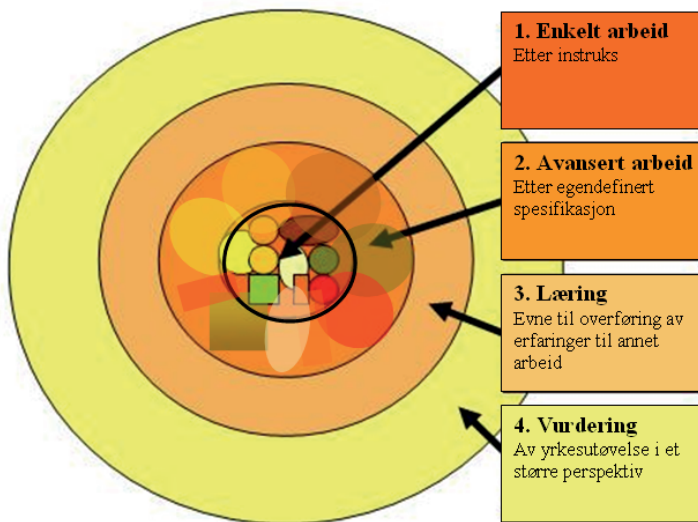 1. Enkelt arbeid
Etter instruks
2. Avansert arbeid
Etter egendefinert
spesifikasjon
3. Læring
Evne til overføring av
erfaringer til annet
arbeid
4. Vurdering
Av yrkesutøvelse i et
større perspektiv